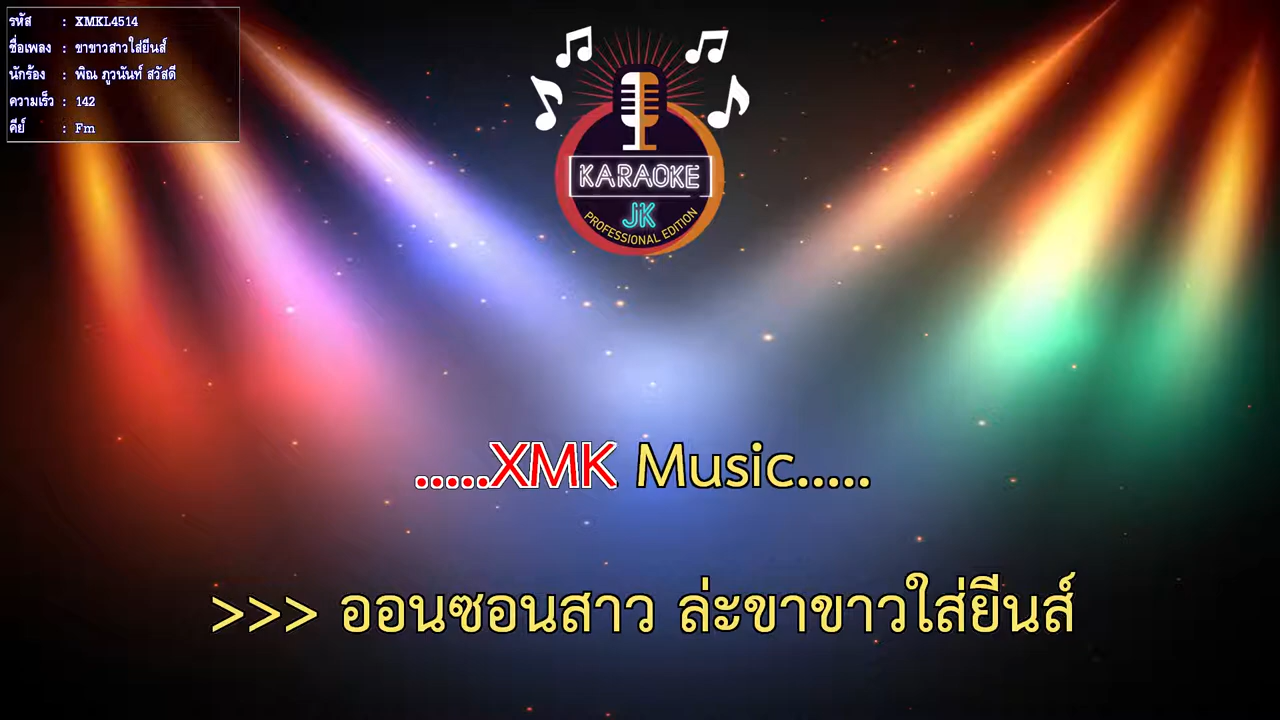 รหัส : XMKL4514
ชื่อเพลง : ขาขาวสาวใส่ยีนส์
นักร้อง : พิณ ภูวนันท์ สวัสดี
ความเร็ว : 142
คีย์ : Fm
KARAOKE
JK
PROFESSIONAL EDITION
.....XMK Music.....
>>> ออนซอนสาว ล่ะขาขาวใส่ยีนส์